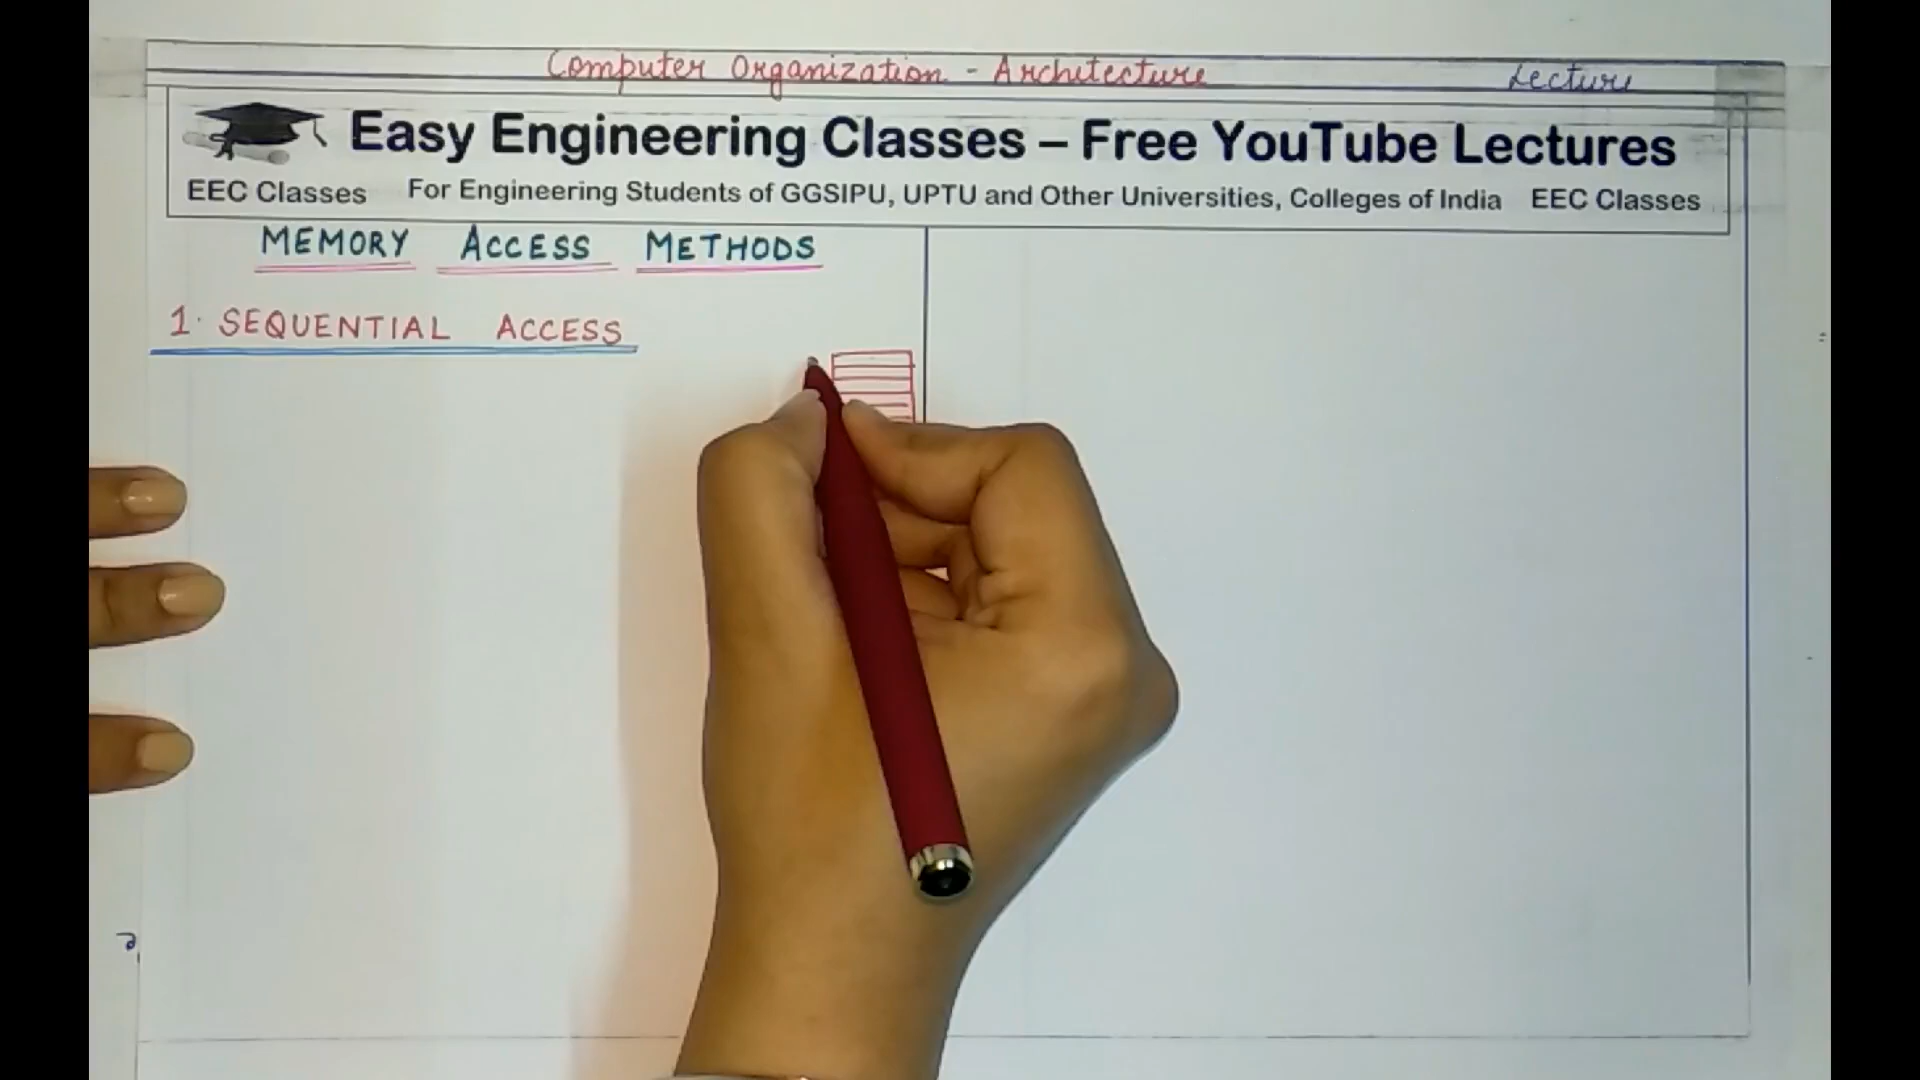 Computer Organization - Architecture Lecture
Easy Engineering Classes – Free YouTube Lectures
EEC Classes For Engineering Students of GGSIPU, UPTU and Other Universities, Colleges of India EEC Classes
MEMORY ACCESS METHODS
1. SEQUENTIAL ACCESS